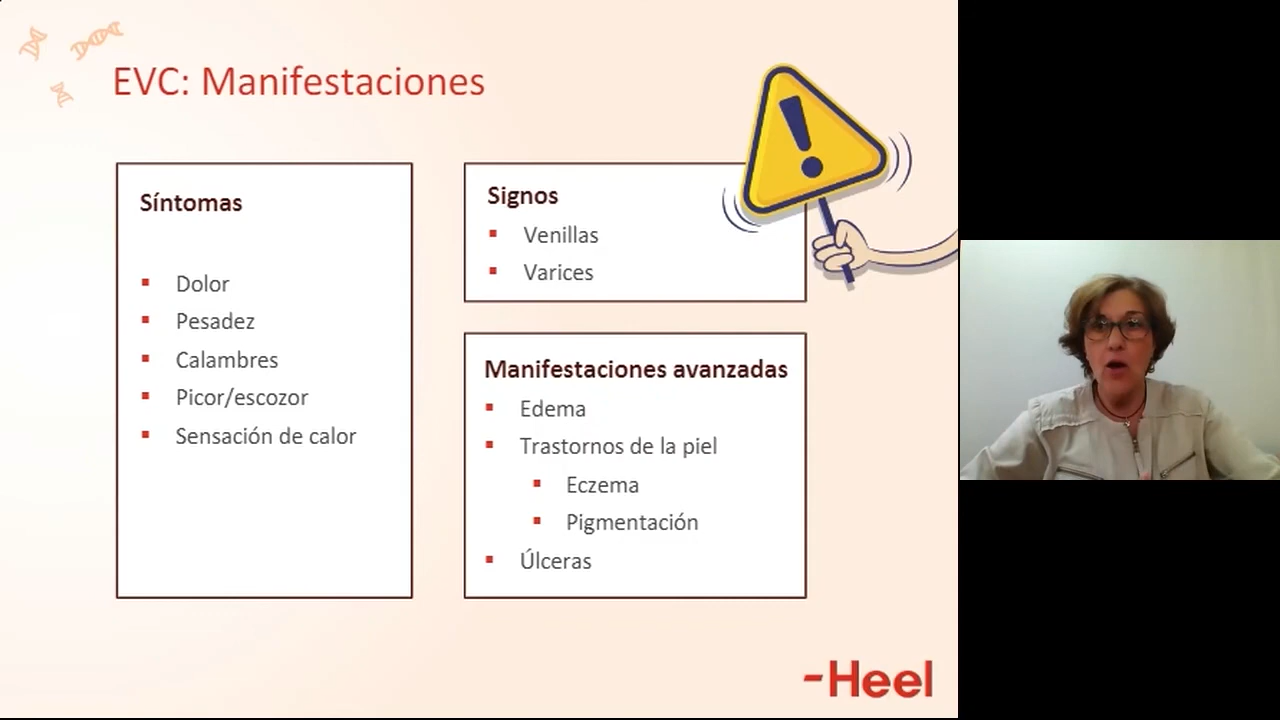 EVC: Manifestaciones
Síntomas
Dolor
Pesadez
Calambres
Picor/escozor
Sensación de calor
Signos
Venillas
Varices
Manifestaciones avanzadas
Edema
Trastornos de la piel
Eczema
Pigmentación
Úlceras
-Heel